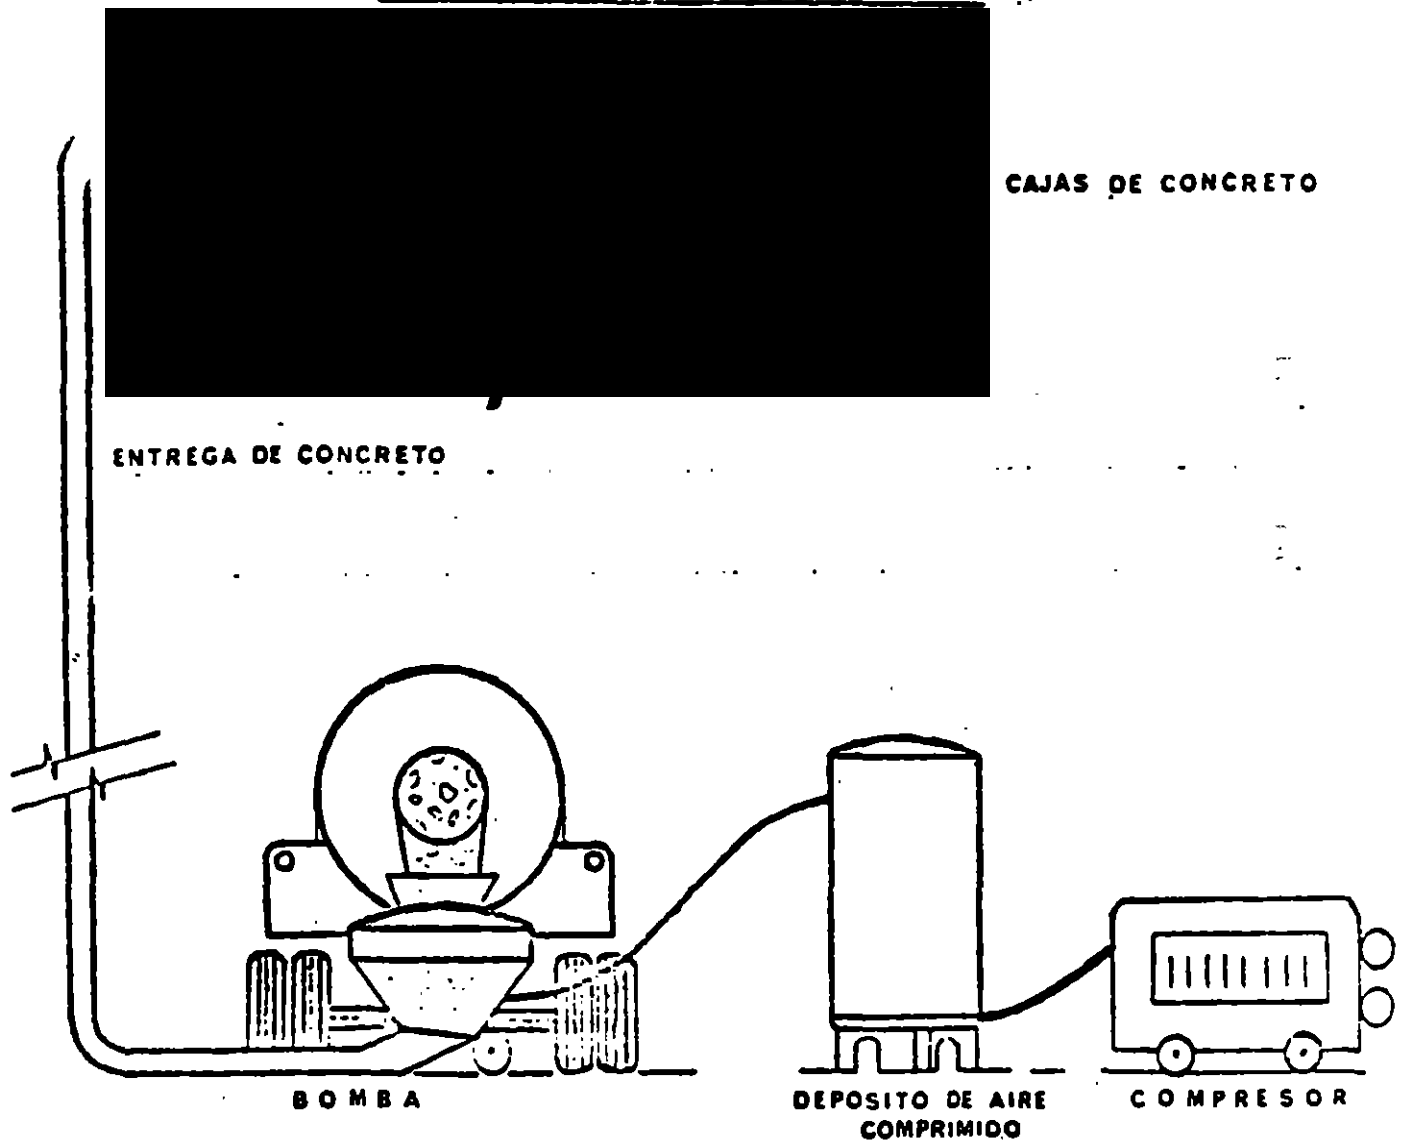 CAJAS DE CONCRETO
ENTREGA DE CONCRETO
BOMBA
DEPOSITO DE AIRE
COMPRIMIDO
COMPRESOR